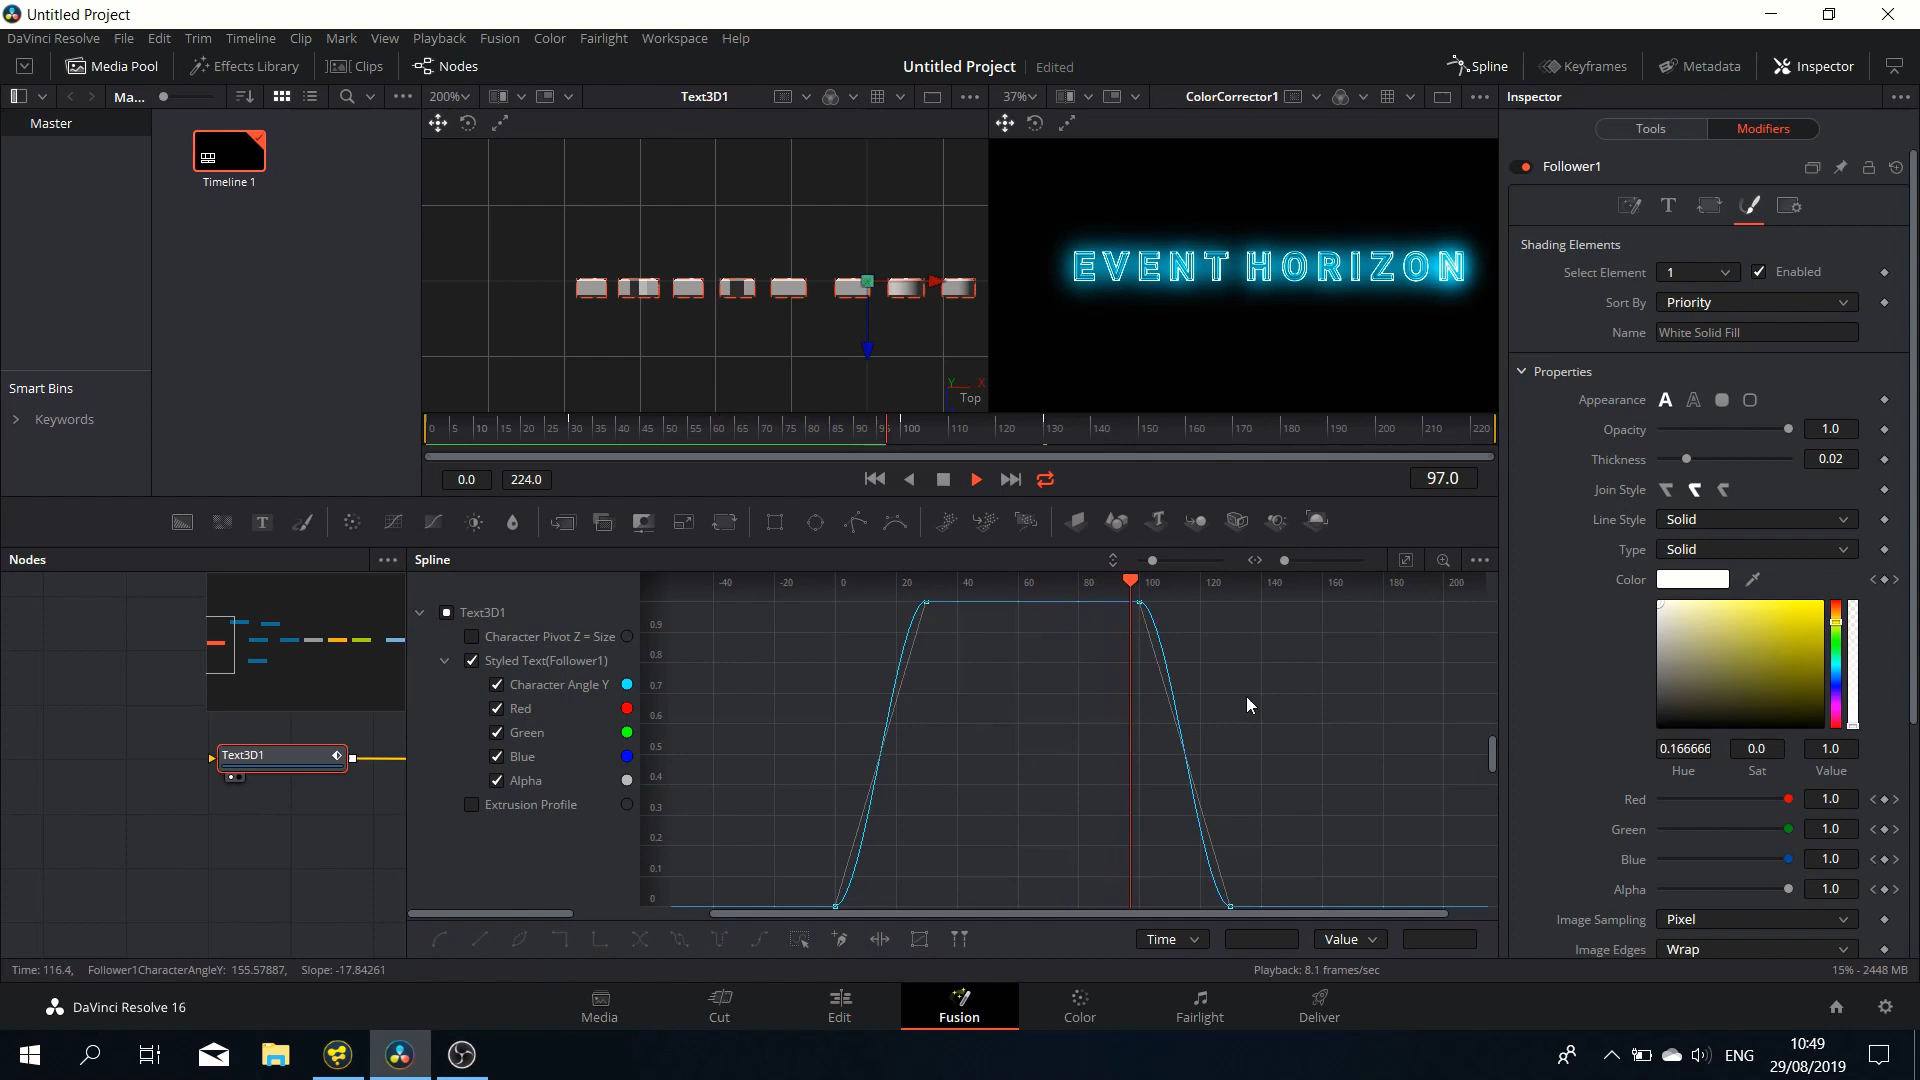 Untitled Project
DaVinci Resolve File Edit Trim Timeline Clip Mark View Playback Fusion Color Fairlight Workspace Help
Media Pool Effects Library Clips Nodes Untitled Project Edited Spline Keyframes Metadata Inspector
Ma... 200% Text3D1 37% ColorCorrector1 Inspector
Master
Timeline 1
Smart Bins
Keywords
EVENT HORIZON
Y X
Top
0 5 10 15 20 25 30 35 40 45 50 55 60 65 70 75 80 85 90 95 100 110 120 130 140 150 160 170 180 190 200 210 220
0.0 224.0 97.0
Nodes
Text3D1
Spline
Text3D1
Character Pivot Z = Size
Styled Text(Follower1)
Character Angle Y
Red
Green
Blue
Alpha
Extrusion Profile
-40 -20 0 20 40 60 80 100 120 140 160 180 200
0.9
0.8
0.7
0.6
0.5
0.4
0.3
0.2
0.1
0
Time Value
Tools Modifiers
Follower1
Shading Elements
Select Element 1 Enabled
Sort By Priority
Name White Solid Fill
Properties
Appearance
Opacity 1.0
Thickness 0.02
Join Style
Line Style Solid
Type Solid
Color
0.166666 0.0 1.0
Hue Sat Value
Red 1.0
Green 1.0
Blue 1.0
Alpha 1.0
Image Sampling Pixel
Image Edges Wrap
Time: 116.4, Follower1CharacterAngleY: 155.57887, Slope: -17.84261 Playback: 8.1 frames/sec 15% - 2448 MB
DaVinci Resolve 16 Media Cut Edit Fusion Color Fairlight Deliver
ENG 10:49
29/08/2019